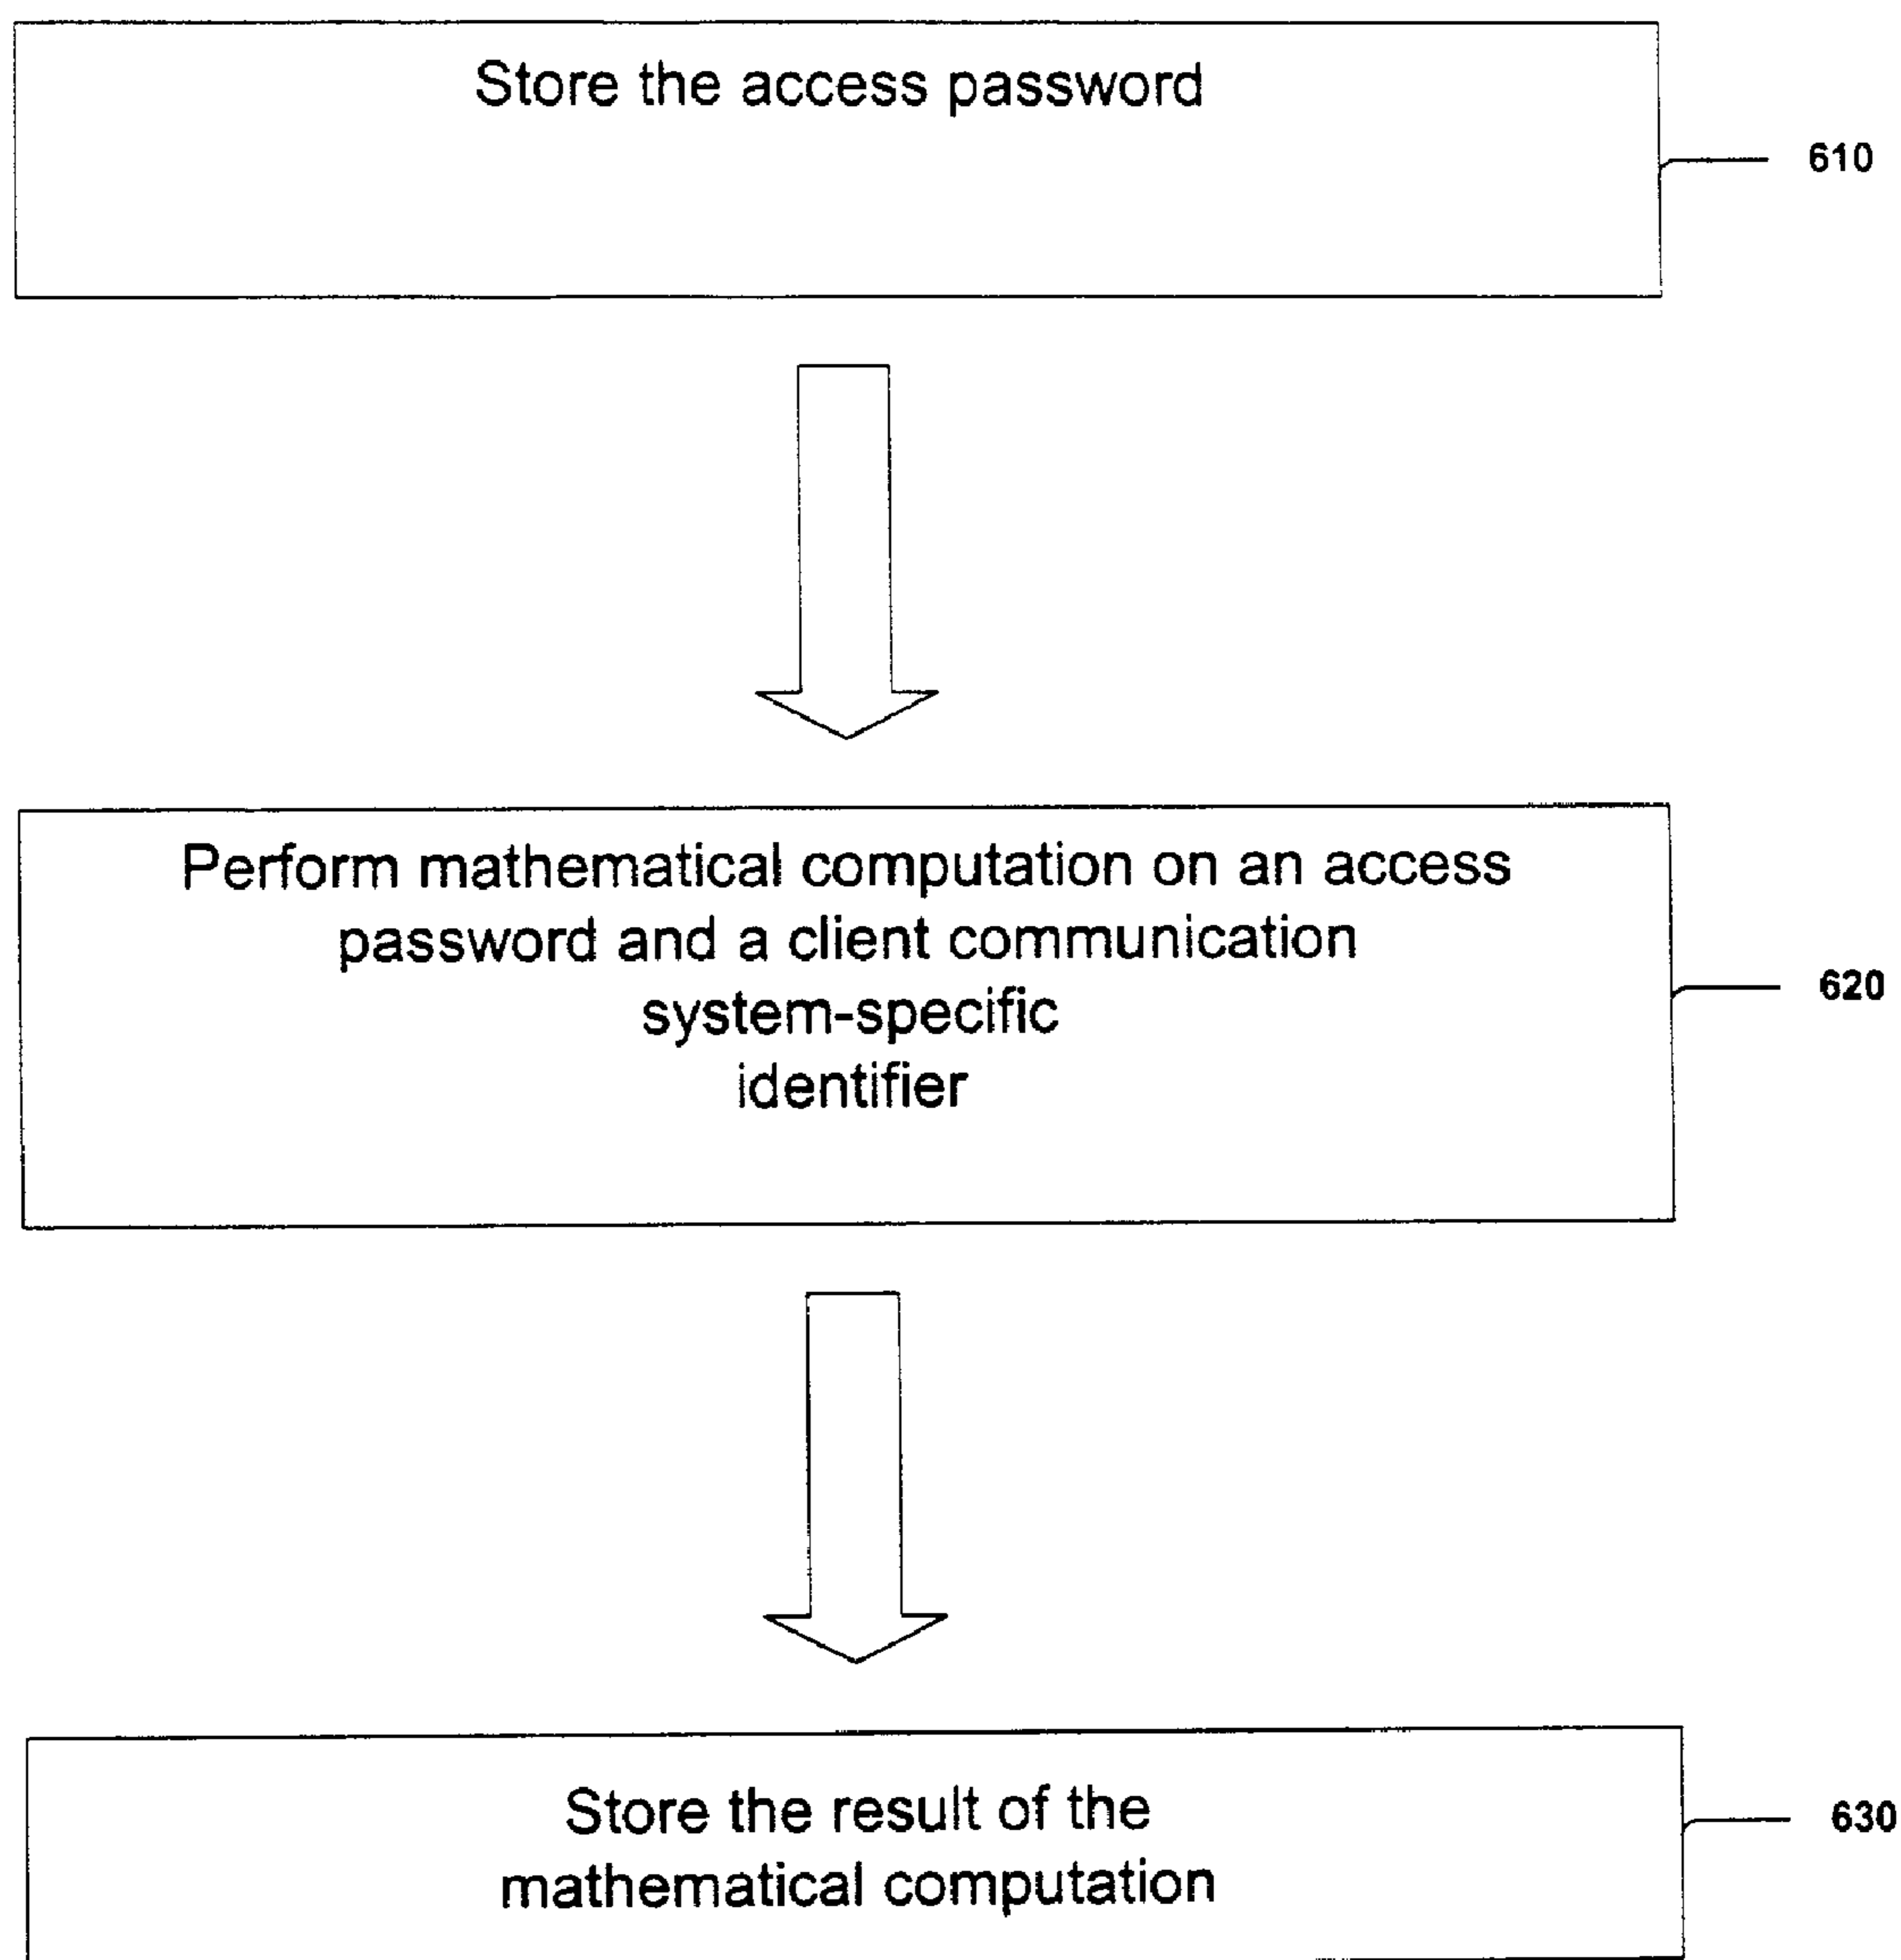 Store the access password
610
Perform mathematical computation on an access
password and a client communication
system-specific
identifier
620
Store the result of the
mathematical computation
630